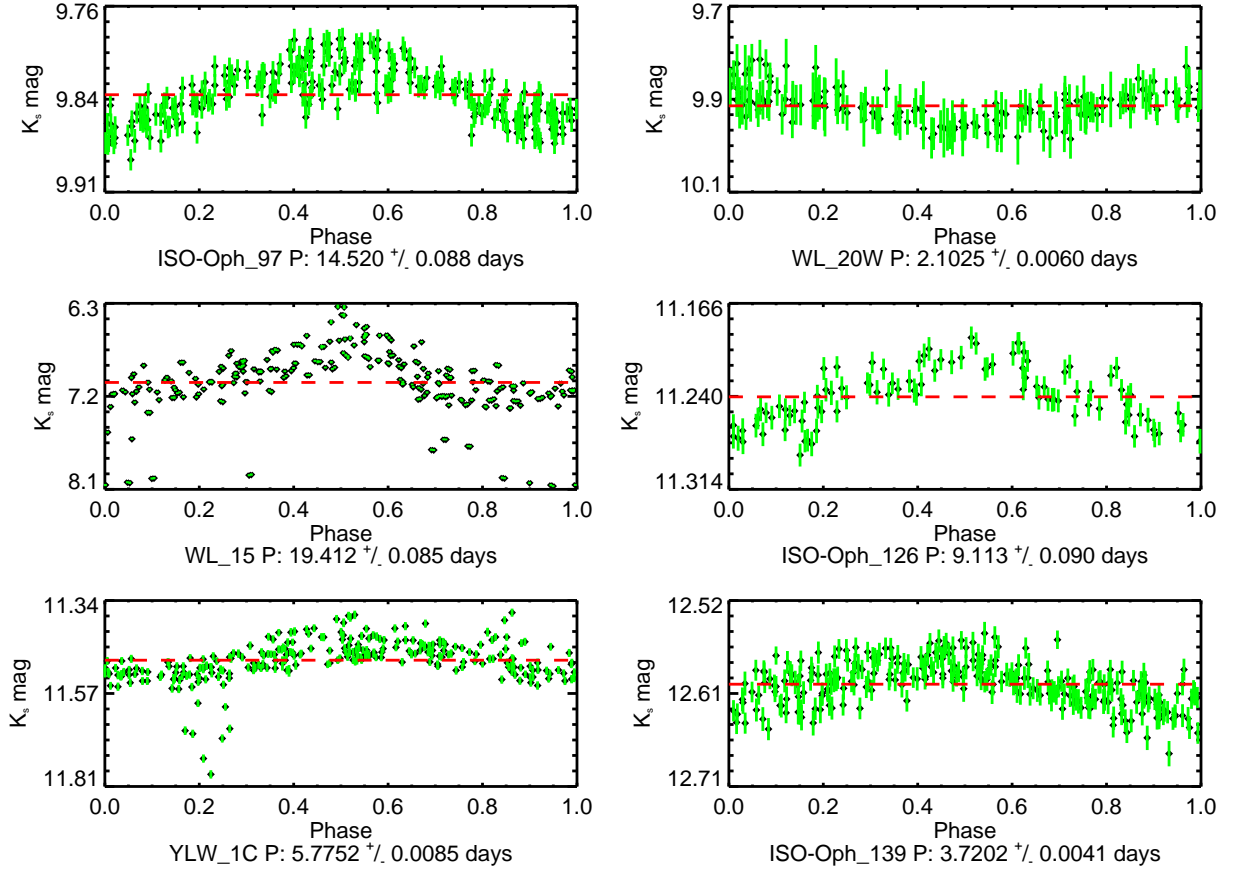 9.76
9.84
9.91
K_s mag
0.0 0.2 0.4 0.6 0.8 1.0
Phase
ISO-Oph_97 P: 14.520 +/- 0.088 days
9.7
9.9
10.1
K_s mag
0.0 0.2 0.4 0.6 0.8 1.0
Phase
WL_20W P: 2.1025 +/- 0.0060 days
6.3
7.2
8.1
K_s mag
0.0 0.2 0.4 0.6 0.8 1.0
Phase
WL_15 P: 19.412 +/- 0.085 days
11.166
11.240
11.314
K_s mag
0.0 0.2 0.4 0.6 0.8 1.0
Phase
ISO-Oph_126 P: 9.113 +/- 0.090 days
11.34
11.57
11.81
K_s mag
0.0 0.2 0.4 0.6 0.8 1.0
Phase
YLW_1C P: 5.7752 +/- 0.0085 days
12.52
12.61
12.71
K_s mag
0.0 0.2 0.4 0.6 0.8 1.0
Phase
ISO-Oph_139 P: 3.7202 +/- 0.0041 days